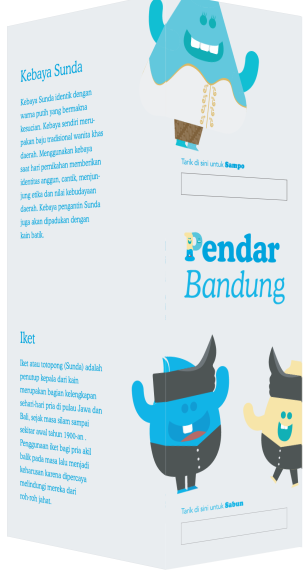 Kebaya Sunda
Kebaya Sunda identik dengan
warna putih yang bermakna
kesucian. Kebaya sendiri meru-
pakan baju tradisional wanita khas
daerah. Menggunakan kebaya
saat hari pernikahan memberikan
identitas anggun, cantik, menjun-
jung etika dan nilai kebudayaan
daerah. Kebaya pengantin Sunda
juga akan dipadukan dengan
kain batik.
Iket
Iket atau totopong (Sunda) adalah
penutup kepala dari kain
merupakan bagian kelengkapan
sehari-hari pria di pulau Jawa dan
Bali, sejak masa silam sampai
sekitar awal tahun 1900-an .
Penggunaan iket bagi pria akil
balik pada masa lalu menjadi
keharusan karena dipercaya
melindungi mereka dari
roh-roh jahat.
Tarik di sini untuk Sampo
Pendar
Bandung
Tarik di sini untuk Sabun